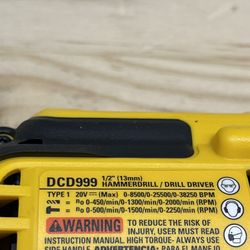 DCD999 1/2" (13mm)
HAMMERDRILL / DRILL DRIVER
TYPE 1 20V ⎓ (Max) 0-8500/0-25500/0-38250 BPM
0-450/min/0-1300/min/0-2000/min (RPM)
0-500/min/0-1500/min/0-2250/min (RPM)
WARNING TO REDUCE THE RISK OF
INJURY, USER MUST READ
INSTRUCTION MANUAL. HIGH TORQUE- ALWAYS USE
SIDE HANDLE. ADVERTENCIA: PARA EL MANEJO